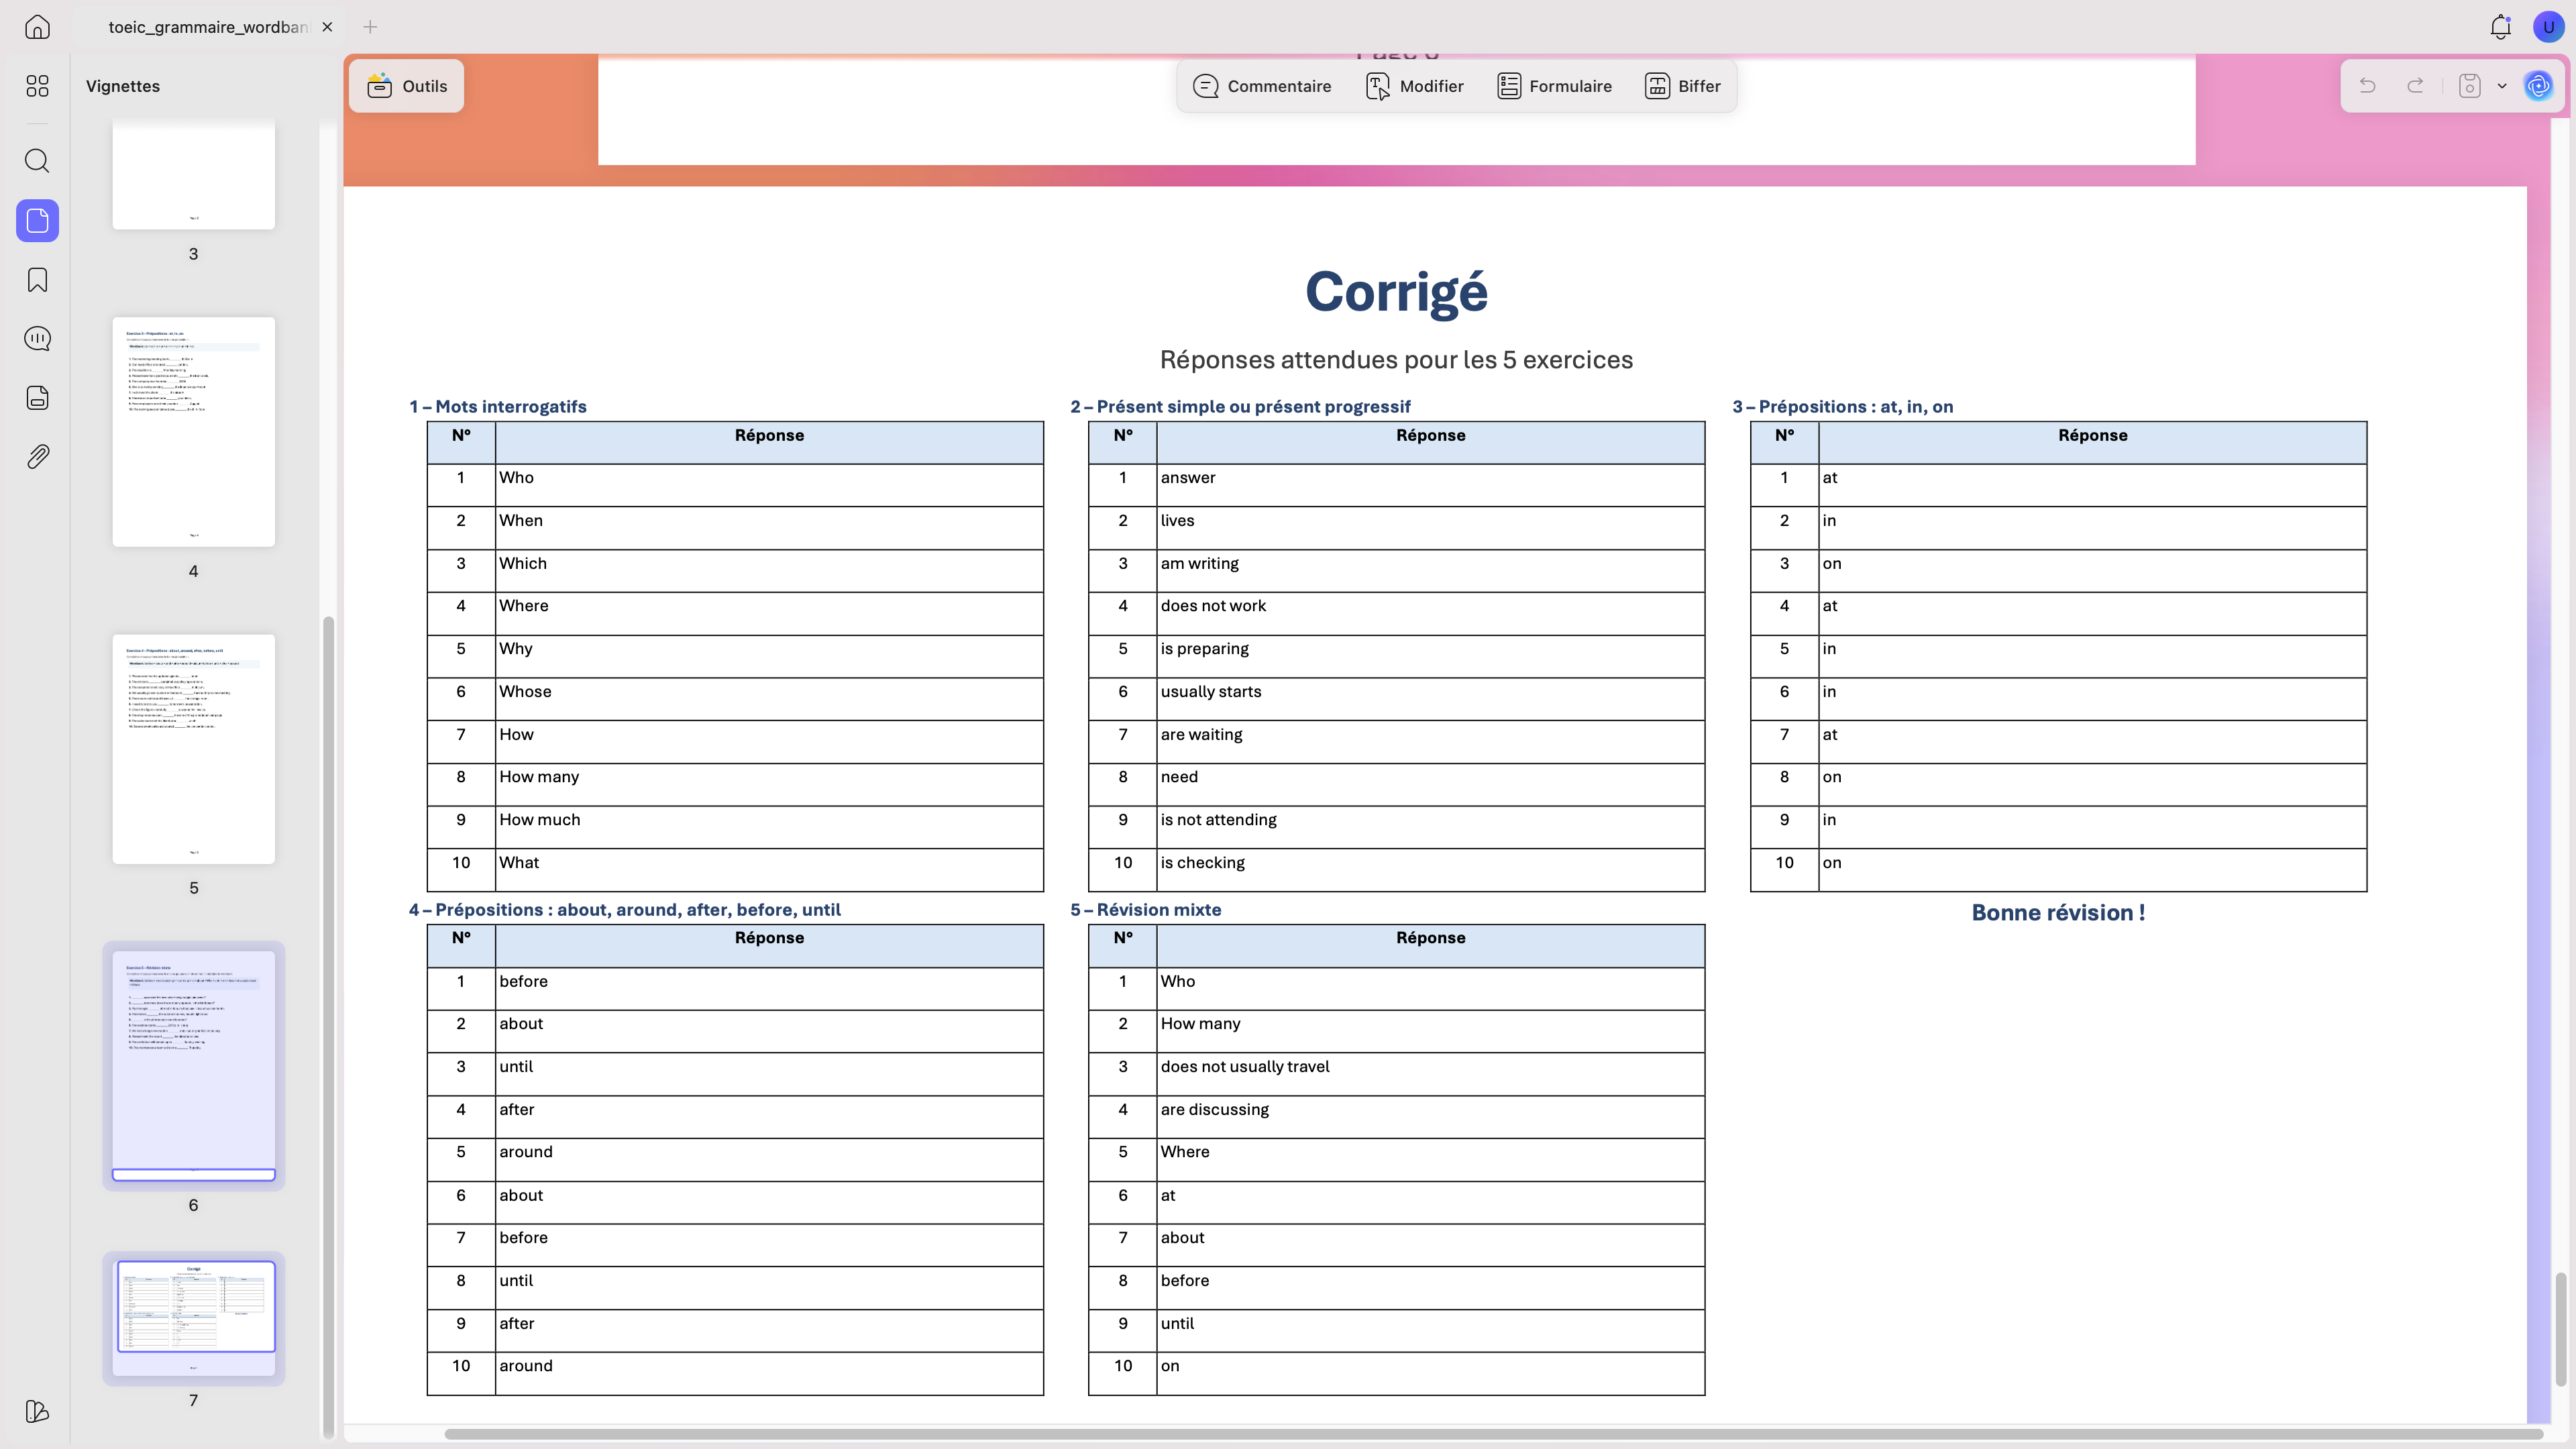 toeic_grammaire_wordban
U
Vignettes
Outils
Commentaire
Modifier
Formulaire
Biffer
3
4
5
6
7
Corrigé
Réponses attendues pour les 5 exercices
1 – Mots interrogatifs
N° Réponse
1 Who
2 When
3 Which
4 Where
5 Why
6 Whose
7 How
8 How many
9 How much
10 What
2 – Présent simple ou présent progressif
N° Réponse
1 answer
2 lives
3 am writing
4 does not work
5 is preparing
6 usually starts
7 are waiting
8 need
9 is not attending
10 is checking
3 – Prépositions : at, in, on
N° Réponse
1 at
2 in
3 on
4 at
5 in
6 in
7 at
8 on
9 in
10 on
4 – Prépositions : about, around, after, before, until
N° Réponse
1 before
2 about
3 until
4 after
5 around
6 about
7 before
8 until
9 after
10 around
5 – Révision mixte
N° Réponse
1 Who
2 How many
3 does not usually travel
4 are discussing
5 Where
6 at
7 about
8 before
9 until
10 on
Bonne révision !